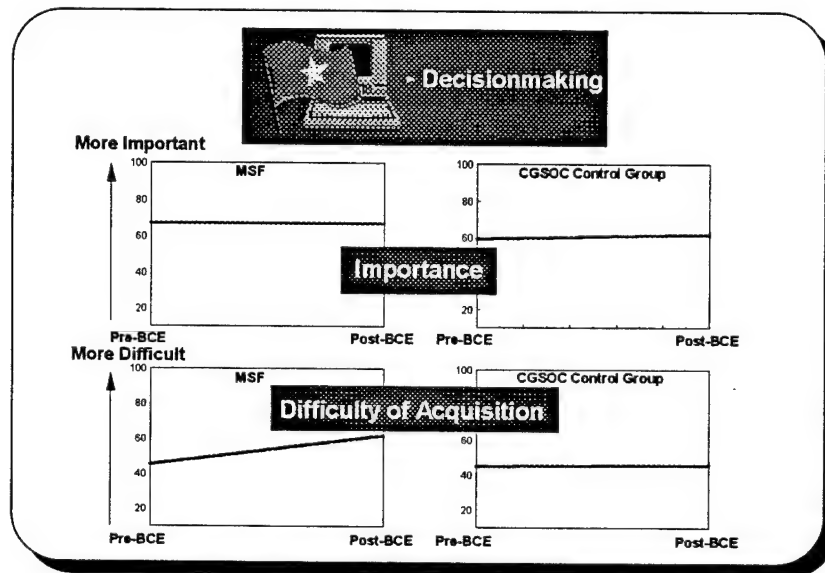 - Decisionmaking
More Important
MSF
100
80
60
40
20
Pre-BCE
Post-BCE
CGSOC Control Group
100
80
60
20
Pre-BCE
Post-BCE
Importance
More Difficult
MSF
100
80
60
40
20
Pre-BCE
Post-BCE
CGSOC Control Group
100
60
40
20
Pre-BCE
Post-BCE
Difficulty of Acquisition